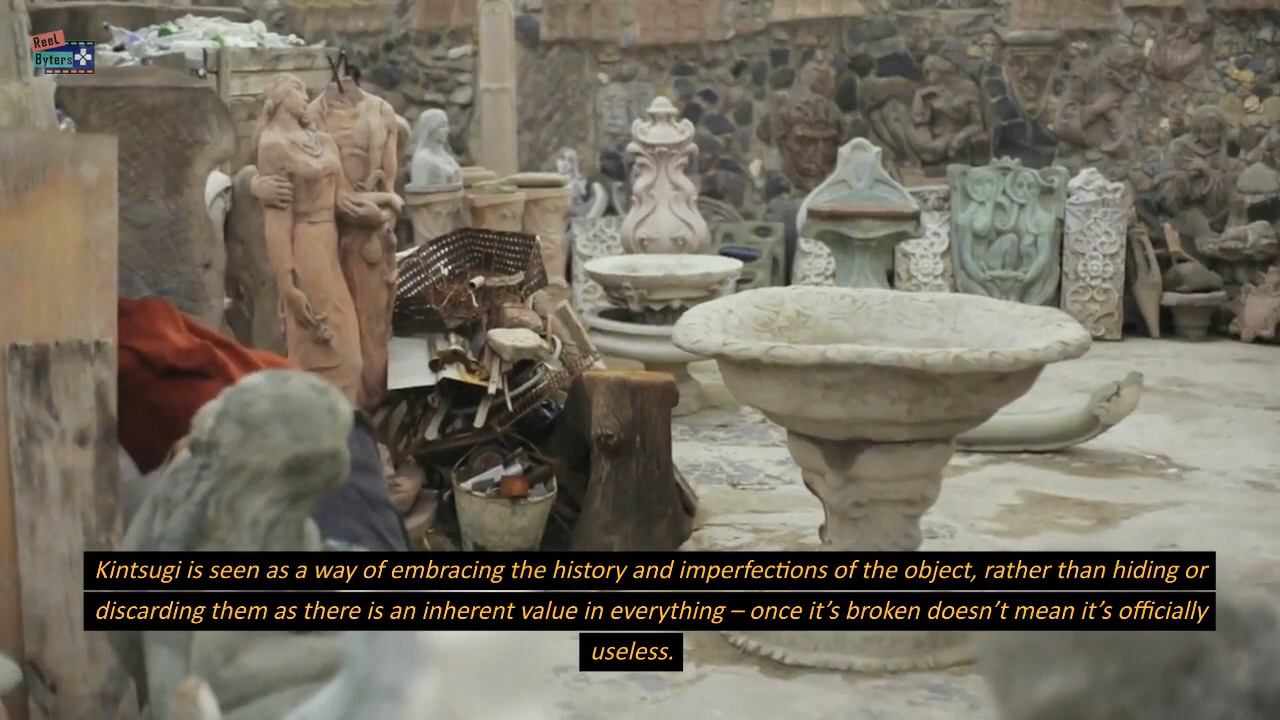 Reel
Byters
Kintsugi is seen as a way of embracing the history and imperfections of the object, rather than hiding or
discarding them as there is an inherent value in everything – once it’s broken doesn’t mean it’s officially
useless.